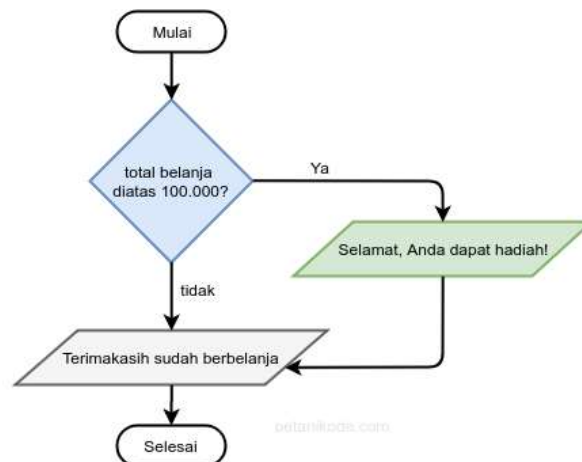 Mulai
total belanja
diatas 100.000?
Ya
Selamat, Anda dapat hadiah!
tidak
Terimakasih sudah berbelanja
petanikode.com
Selesai